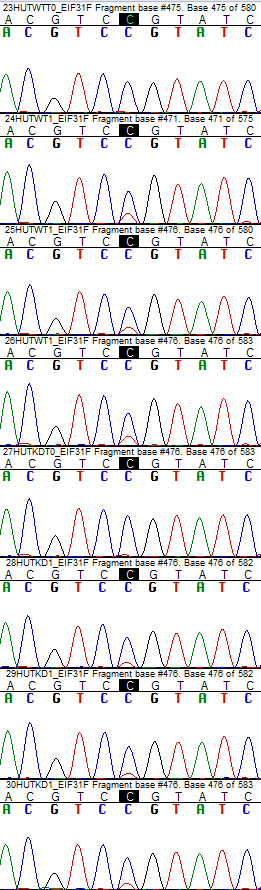 23HUTWTT0_EIF31F Fragment base #475. Base 475 of 580
A C G T C C G T A T C
A C G T C C G T A T C
24HUTWT1_EIF31F Fragment base #471. Base 471 of 575
A C G T C C G T A T C
A C G T C C G T A T C
25HUTWT1_EIF31F Fragment base #476. Base 476 of 580
A C G T C C G T A T C
A C G T C C G T A T C
26HUTWT1_EIF31F Fragment base #476. Base 476 of 583
A C G T C C G T A T C
A C G T C C G T A T C
27HUTKDT0_EIF31F Fragment base #476. Base 476 of 583
A C G T C C G T A T C
A C G T C C G T A T C
28HUTKD1_EIF31F Fragment base #476. Base 476 of 582
A C G T C C G T A T C
A C G T C C G T A T C
29HUTKD1_EIF31F Fragment base #476. Base 476 of 582
A C G T C C G T A T C
A C G T C C G T A T C
30HUTKD1_EIF31F Fragment base #476. Base 476 of 583
A C G T C C G T A T C
A C G T C C G T A T C